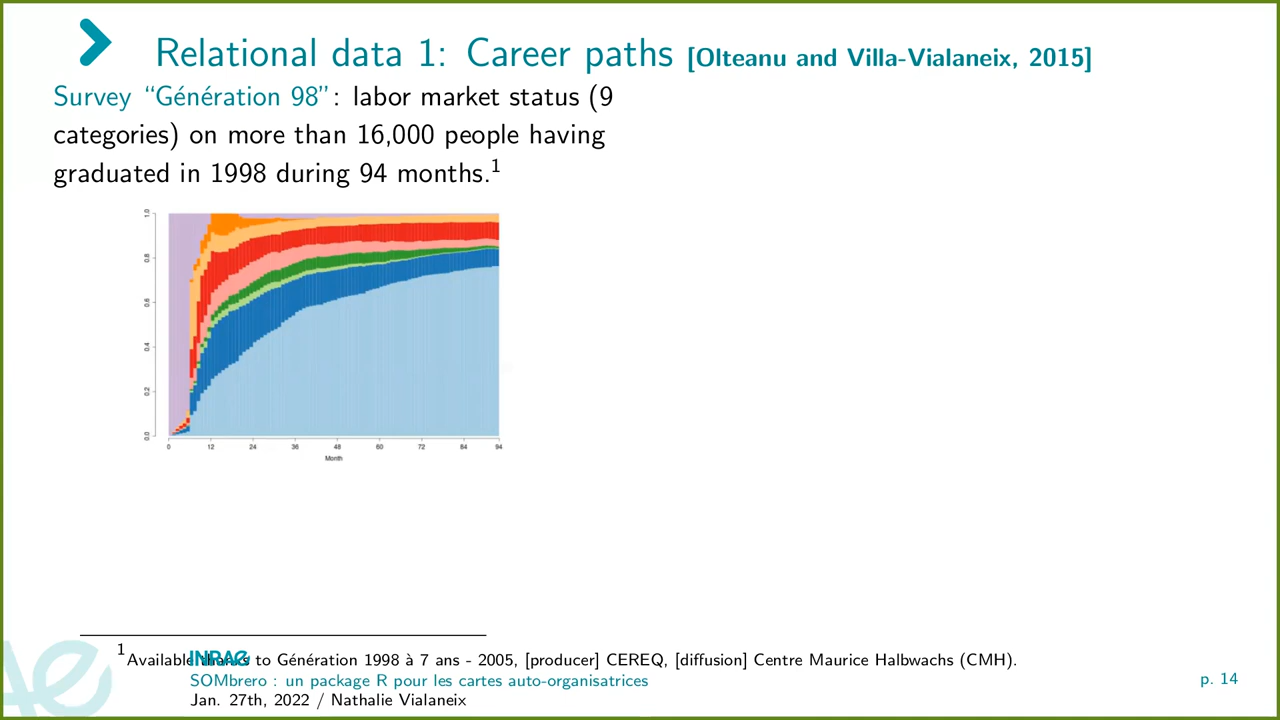 Relational data 1: Career paths [Olteanu and Villa-Vialaneix, 2015]
Survey “Génération 98”: labor market status (9
categories) on more than 16,000 people having
graduated in 1998 during 94 months.1
1.0
0.8
0.6
0.4
0.2
0.0
0 12 24 36 48 60 72 84 94
Month
1 Available thanks to Génération 1998 à 7 ans - 2005, [producer] CEREQ, [diffusion] Centre Maurice Halbwachs (CMH).
INRAE
SOMbrero : un package R pour les cartes auto-organisatrices
p. 14
Jan. 27th, 2022 / Nathalie Vialaneix